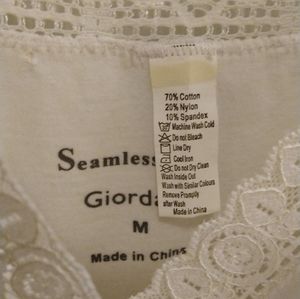 70% Cotton
20% Nylon
10% Spandex
Machine Wash Cold
Do not Bleach
Line Dry
Cool Iron
Do not Dry Clean
Wash Inside Out
Wash with Similar Colours
Remove Promptly
after Wash
Made in China
Seamless
Giorda
M
Made in China